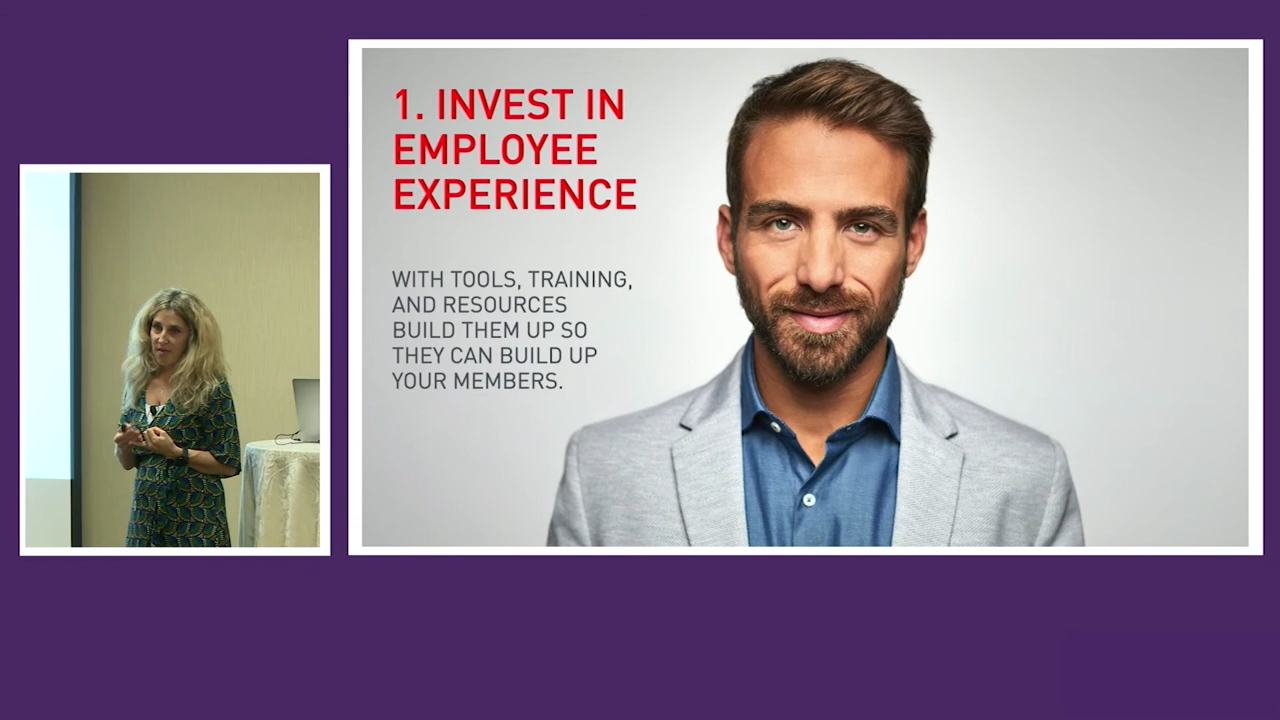 1. INVEST IN
EMPLOYEE
EXPERIENCE
WITH TOOLS, TRAINING,
AND RESOURCES
BUILD THEM UP SO
THEY CAN BUILD UP
YOUR MEMBERS.